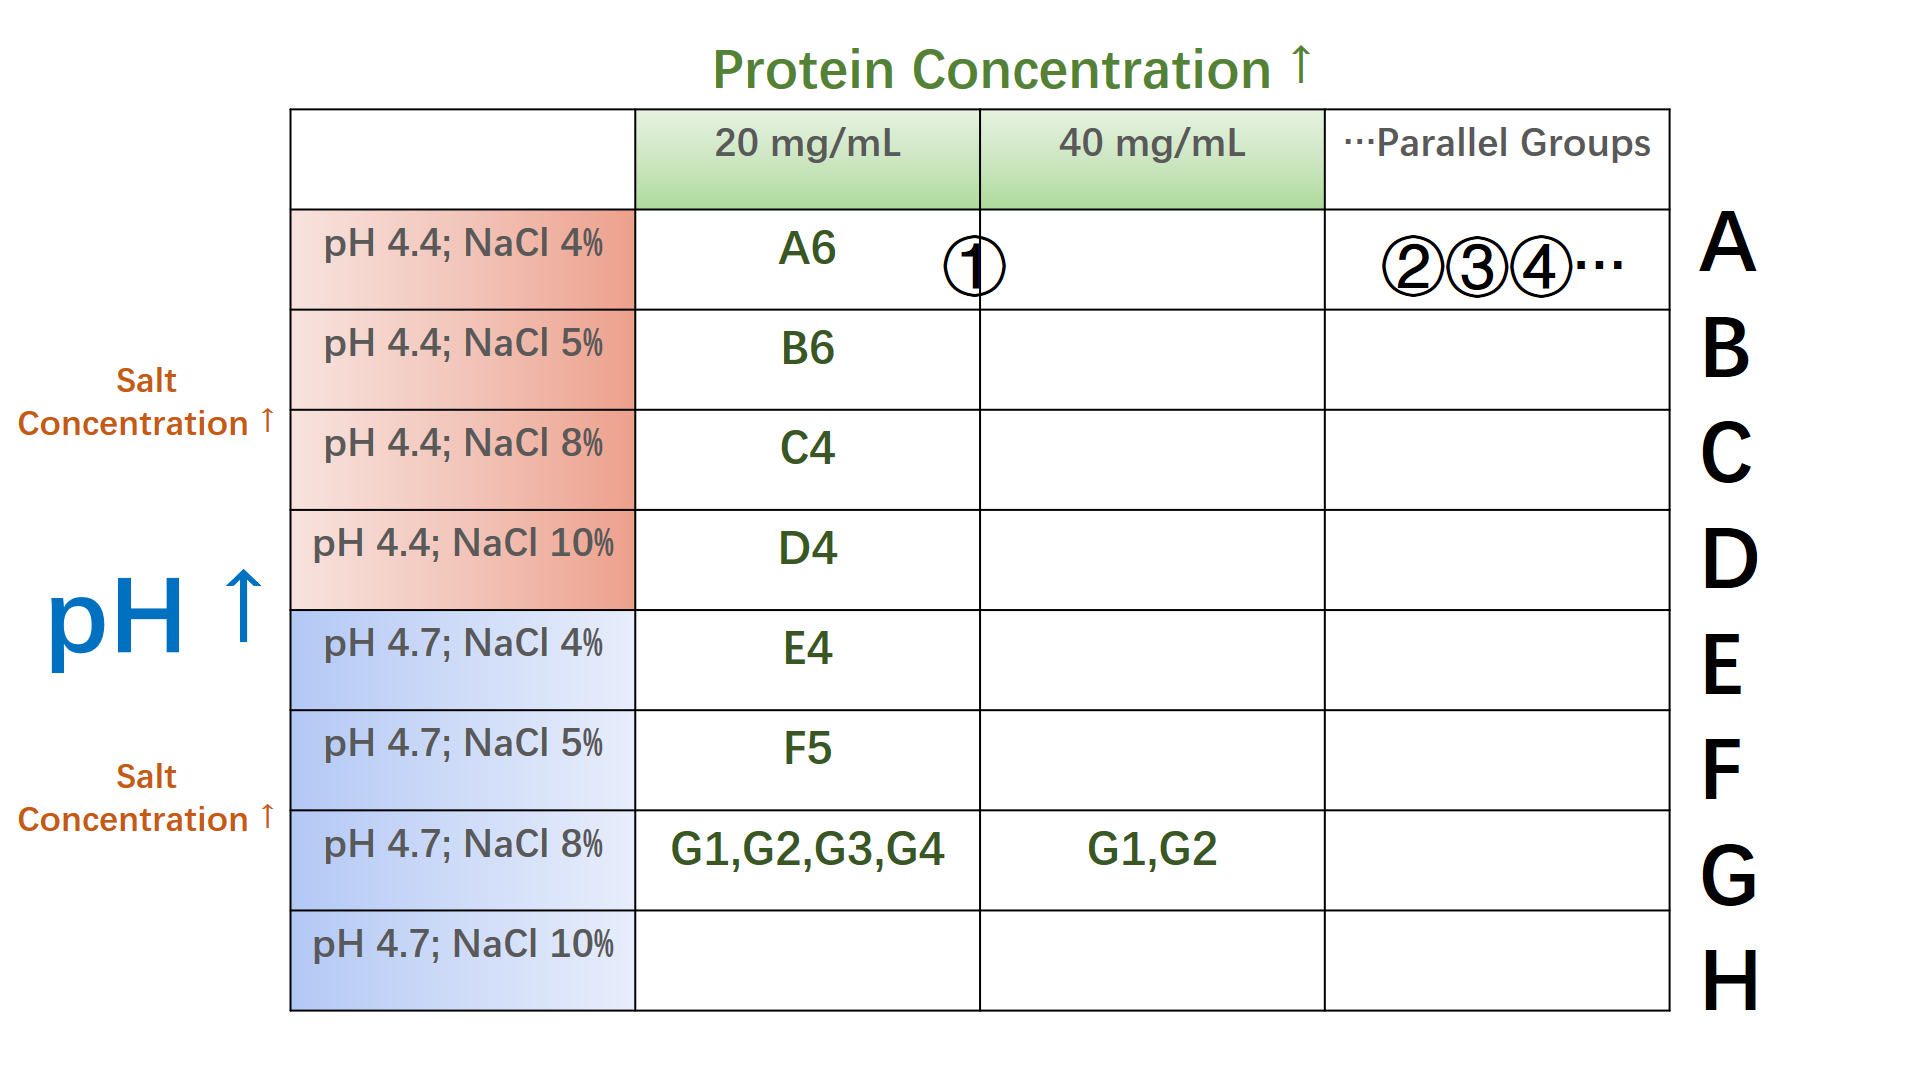 Protein Concentration ↑
20 mg/mL
40 mg/mL
…Parallel Groups
pH 4.4; NaCl 4%
A6
①
②③④…
A
pH 4.4; NaCl 5%
B6
B
Salt
Concentration ↑
pH 4.4; NaCl 8%
C4
C
pH 4.4; NaCl 10%
D4
D
pH ↑
pH 4.7; NaCl 4%
E4
E
pH 4.7; NaCl 5%
F5
F
Salt
Concentration ↑
pH 4.7; NaCl 8%
G1,G2,G3,G4
G1,G2
G
pH 4.7; NaCl 10%
H